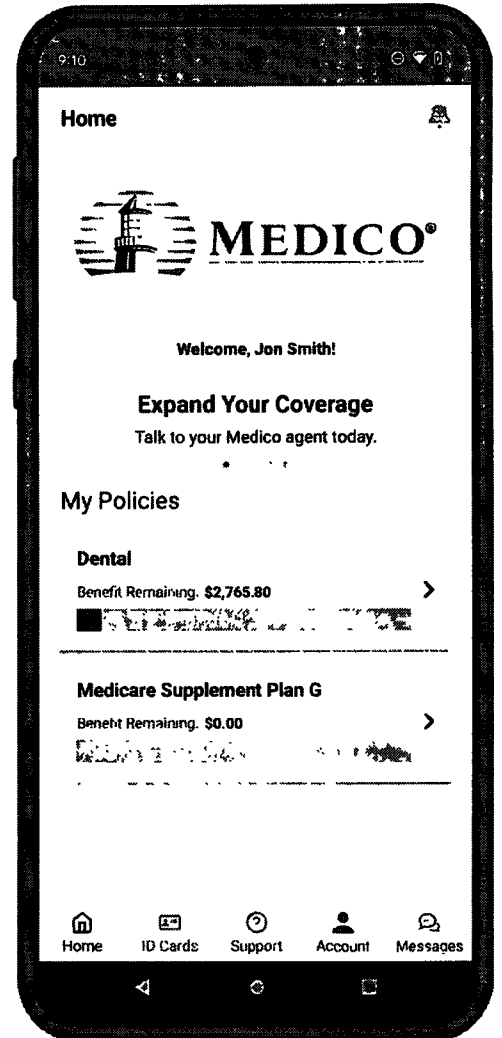 9:10
Home
MEDICO®
Welcome, Jon Smith!
Expand Your Coverage
Talk to your Medico agent today.
My Policies
Dental
Benefit Remaining. $2,765.80
Medicare Supplement Plan G
Benefit Remaining. $0.00
Home
ID Cards
Support
Account
Messages